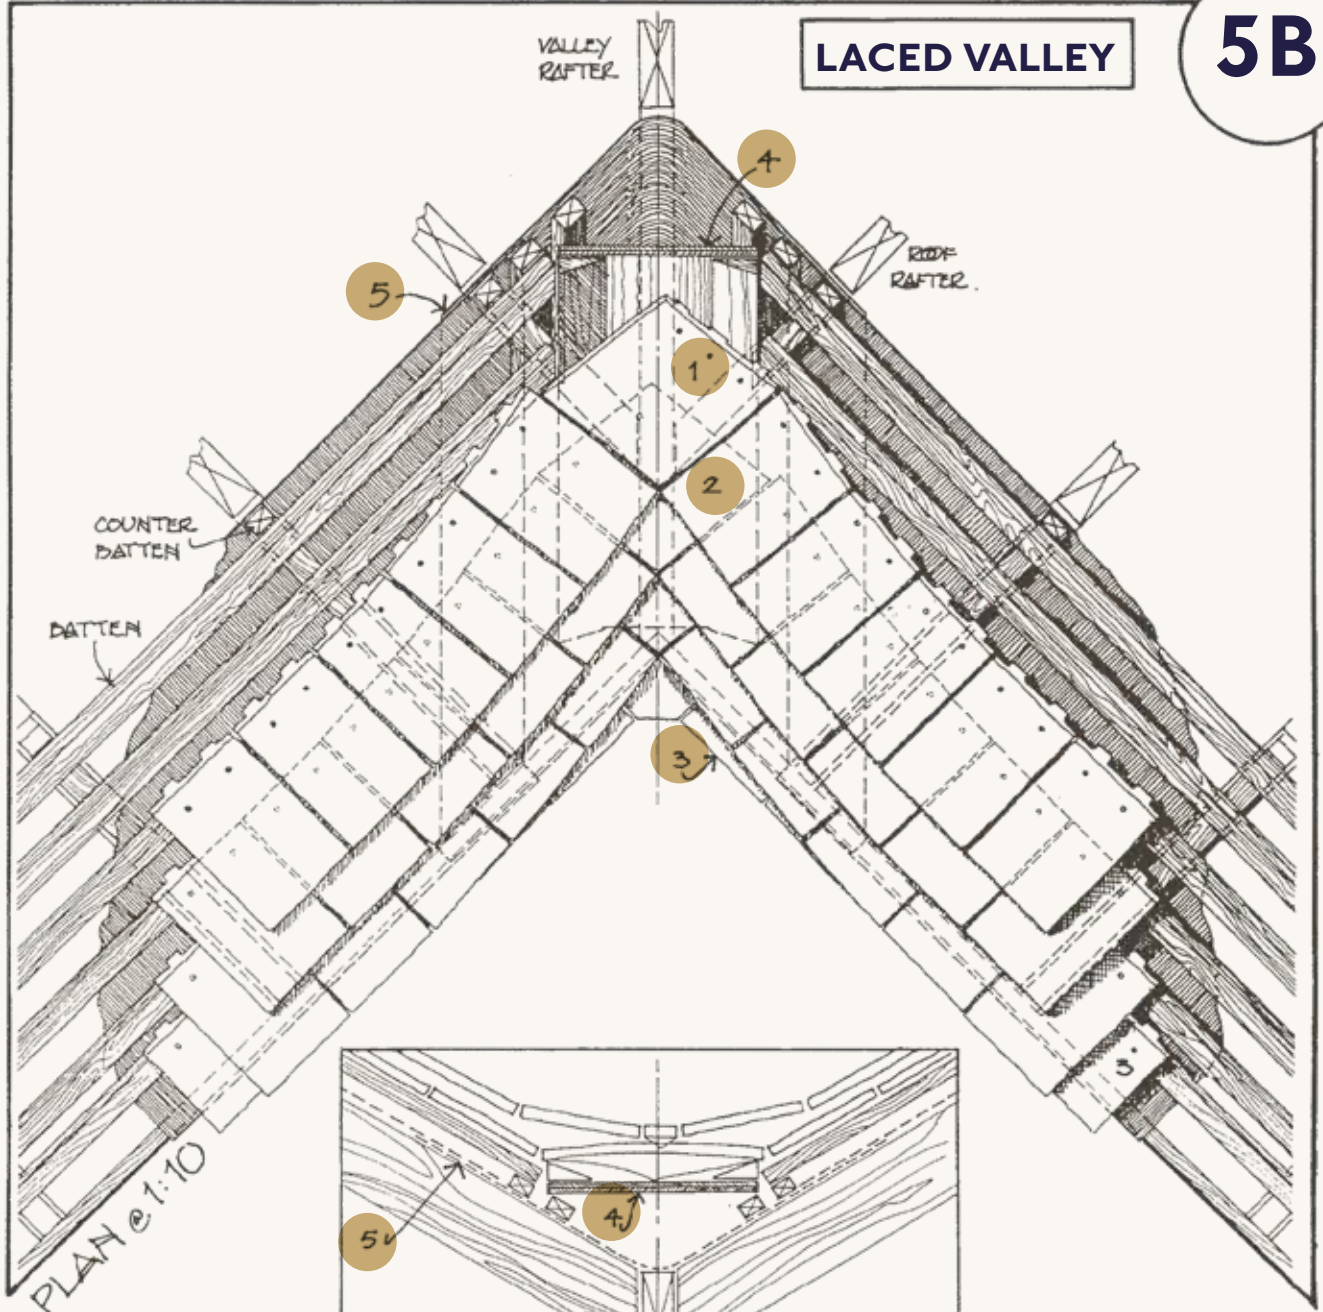 VALLEY
RAFTER
LACED VALLEY
5B
4
5
ROOF
RAFTER.
1
2
COUNTER
BATTEN
BATTEN
3
3
PLAN @ 1:10
4
5